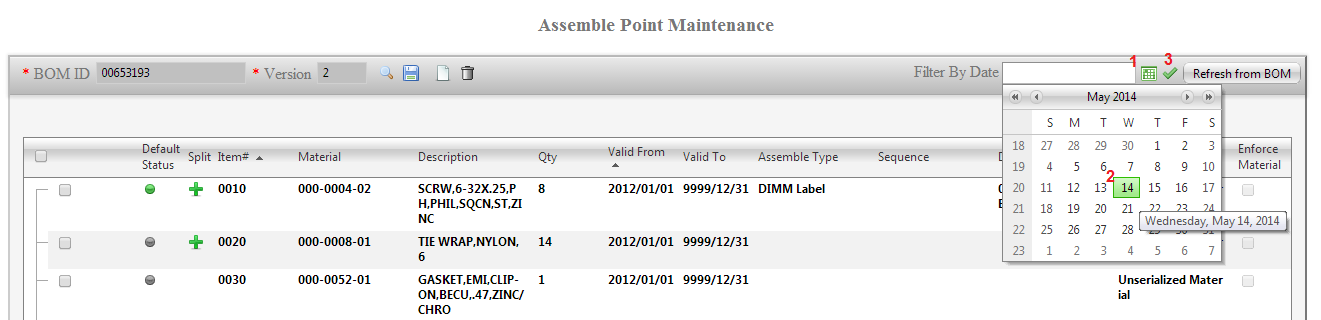 Assemble Point Maintenance
* BOM ID 00653193 * Version 2 Filter By Date 1 3 Refresh from BOM
May 2014
S M T W T F S
18 27 28 29 30 1 2 3
19 4 5 6 7 8 9 10
20 11 12 13 2 14 15 16 17
21 18 19 20 21 22 23 24
22 25 26 27 28
23 1 2 3 4 5 6 7
Wednesday, May 14, 2014
Default Status Split Item# Material Description Qty Valid From Valid To Assemble Type Sequence D Enforce Material
0010 000-0004-02 SCRW,6-32X.25,P 8 2012/01/01 9999/12/31 DIMM Label
H,PHIL,SQCN,ST,ZI
NC
0020 000-0008-01 TIE WRAP,NYLON, 14 2012/01/01 9999/12/31
6
0030 000-0052-01 GASKET,EMI,CLIP- 1 2012/01/01 9999/12/31 Unserialized Mater
ON,BECU,.47,ZINC/ ial
CHRO